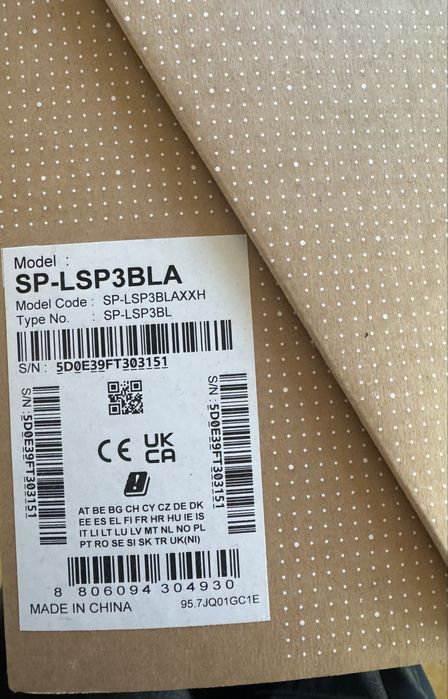 Model :
SP-LSP3BLA
Model Code : SP-LSP3BLAXXH
Type No. : SP-LSP3BL
S/N : 5D0E39FT303151
S/N : 5D0E39FT303151
S/N : 5D0E39FT303151
CE UK
CA
AT BE BG CH CY CZ DE DK
EE ES EL FI FR HR HU IE IS
IT LI LT LU LV MT NL NO PL
PT RO SE SI SK TR UK(NI)
8 806094 304930
MADE IN CHINA 95.7JQ01GC1E